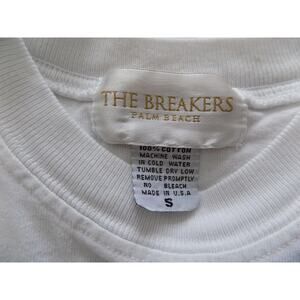 THE BREAKERS
PALM BEACH
100% COTTON
MACHINE WASH
IN COLD WATER
TUMBLE DRY LOW
REMOVE PROMPTLY
NO BLEACH
MADE IN U.S.A
S